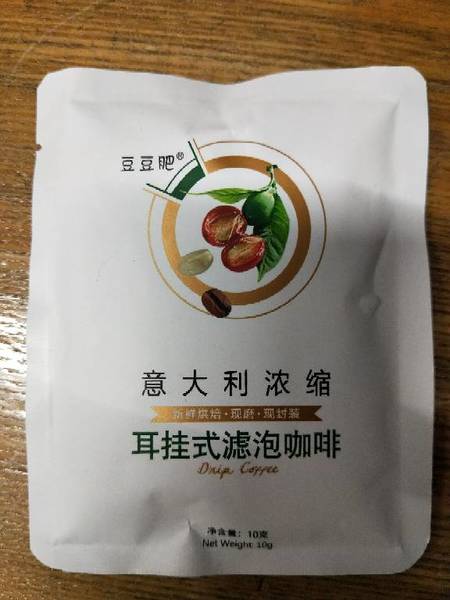 豆豆肥®
意大利浓缩
新鲜烘焙·现磨·现封装
耳挂式滤泡咖啡
Drip Coffee
净含量：10克
Net Weight: 10g